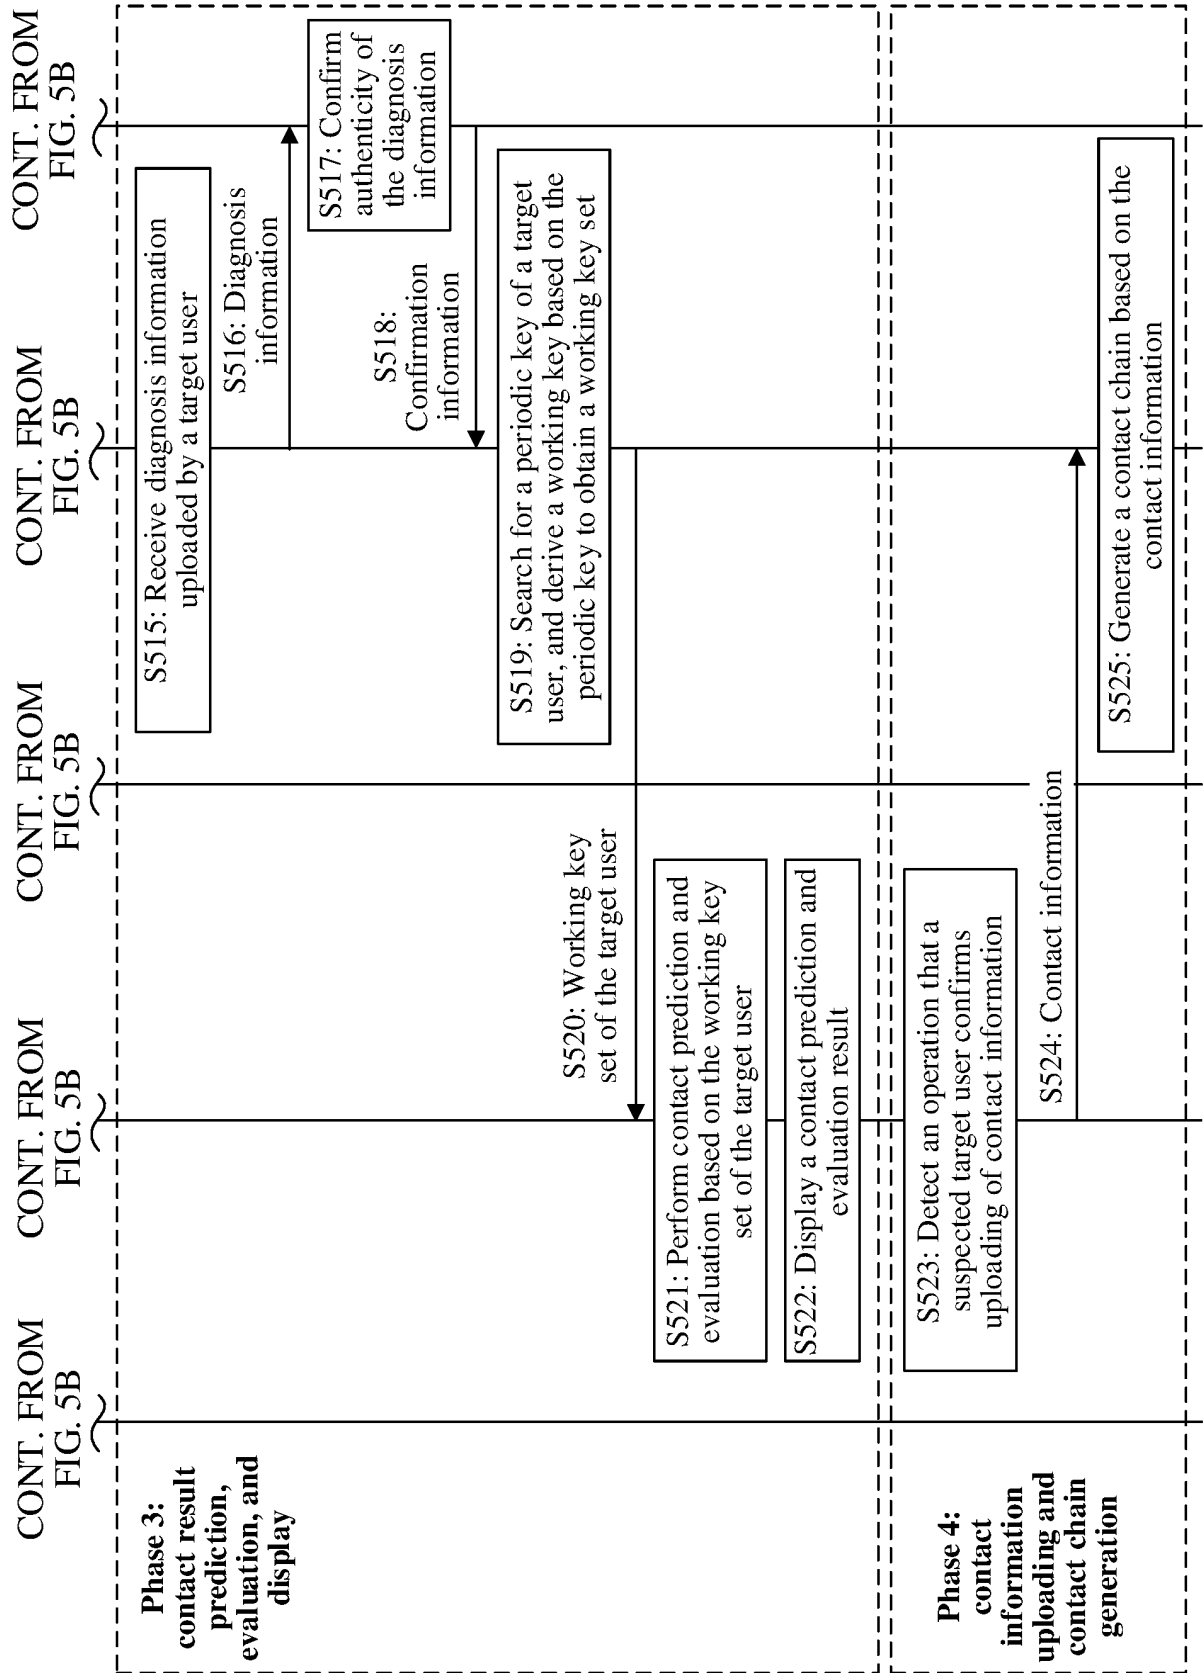 CONT. FROM
FIG. 5B
CONT. FROM
FIG. 5B
CONT. FROM
FIG. 5B
CONT. FROM
FIG. 5B
CONT. FROM
FIG. 5B
Phase 3:
contact result
prediction,
evaluation, and
display
S515: Receive diagnosis information
uploaded by a target user
S516: Diagnosis
information
S517: Confirm
authenticity of
the diagnosis
information
S518:
Confirmation
information
S519: Search for a periodic key of a target
user, and derive a working key based on the
periodic key to obtain a working key set
S520: Working key
set of the target user
S521: Perform contact prediction and
evaluation based on the working key
set of the target user
S522: Display a contact prediction and
evaluation result
Phase 4:
contact
information
uploading and
contact chain
generation
S523: Detect an operation that a
suspected target user confirms
uploading of contact information
S524: Contact information
S525: Generate a contact chain based on the
contact information